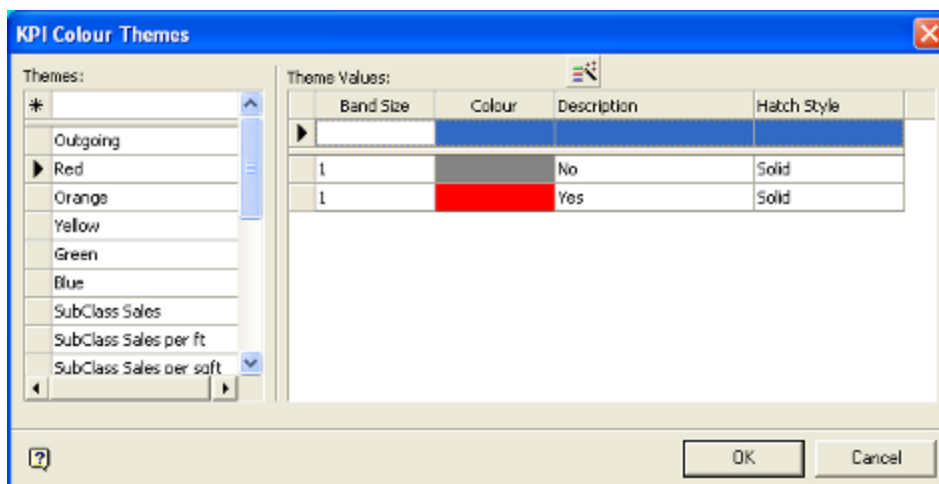 KPI Colour Themes
Themes:
Outgoing
Red
Orange
Yellow
Green
Blue
SubClass Sales
SubClass Sales per ft
SubClass Sales per sqft
Theme Values:
Band Size Colour Description Hatch Style
1 No Solid
1 Yes Solid
OK Cancel